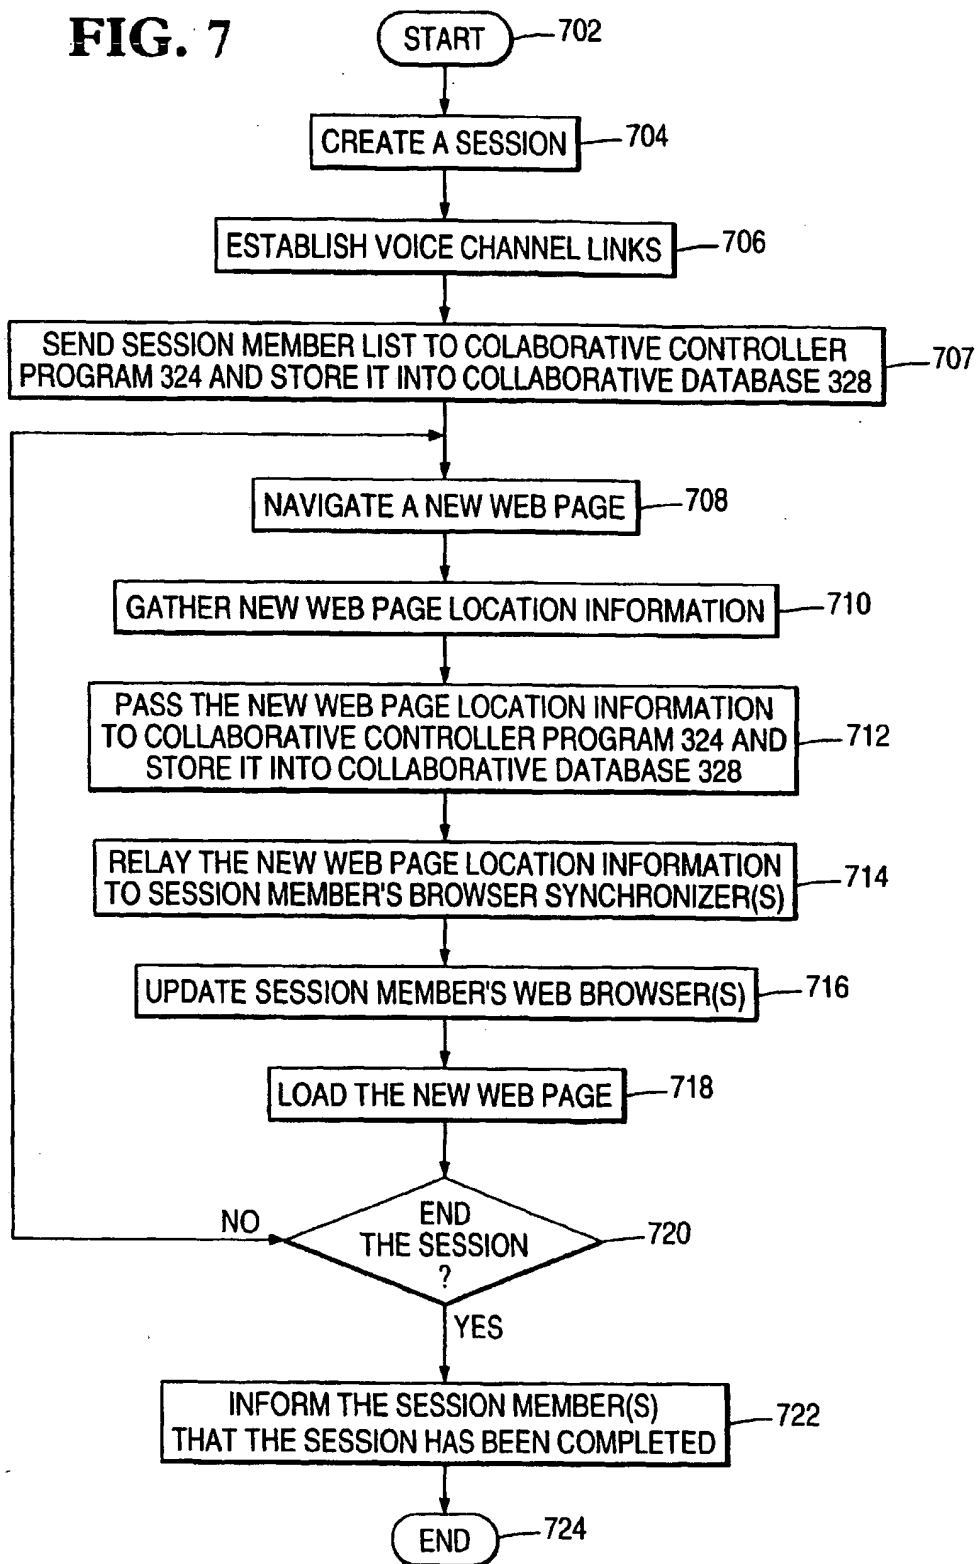 FIG. 7
START
702
CREATE A SESSION
704
ESTABLISH VOICE CHANNEL LINKS
706
SEND SESSION MEMBER LIST TO COLABORATIVE CONTROLLER
PROGRAM 324 AND STORE IT INTO COLLABORATIVE DATABASE 328
707
NAVIGATE A NEW WEB PAGE
708
GATHER NEW WEB PAGE LOCATION INFORMATION
710
PASS THE NEW WEB PAGE LOCATION INFORMATION
TO COLLABORATIVE CONTROLLER PROGRAM 324 AND
STORE IT INTO COLLABORATIVE DATABASE 328
712
RELAY THE NEW WEB PAGE LOCATION INFORMATION
TO SESSION MEMBER'S BROWSER SYNCHRONIZER(S)
714
UPDATE SESSION MEMBER'S WEB BROWSER(S)
716
LOAD THE NEW WEB PAGE
718
END
THE SESSION
?
720
NO
YES
INFORM THE SESSION MEMBER(S)
THAT THE SESSION HAS BEEN COMPLETED
722
END
724